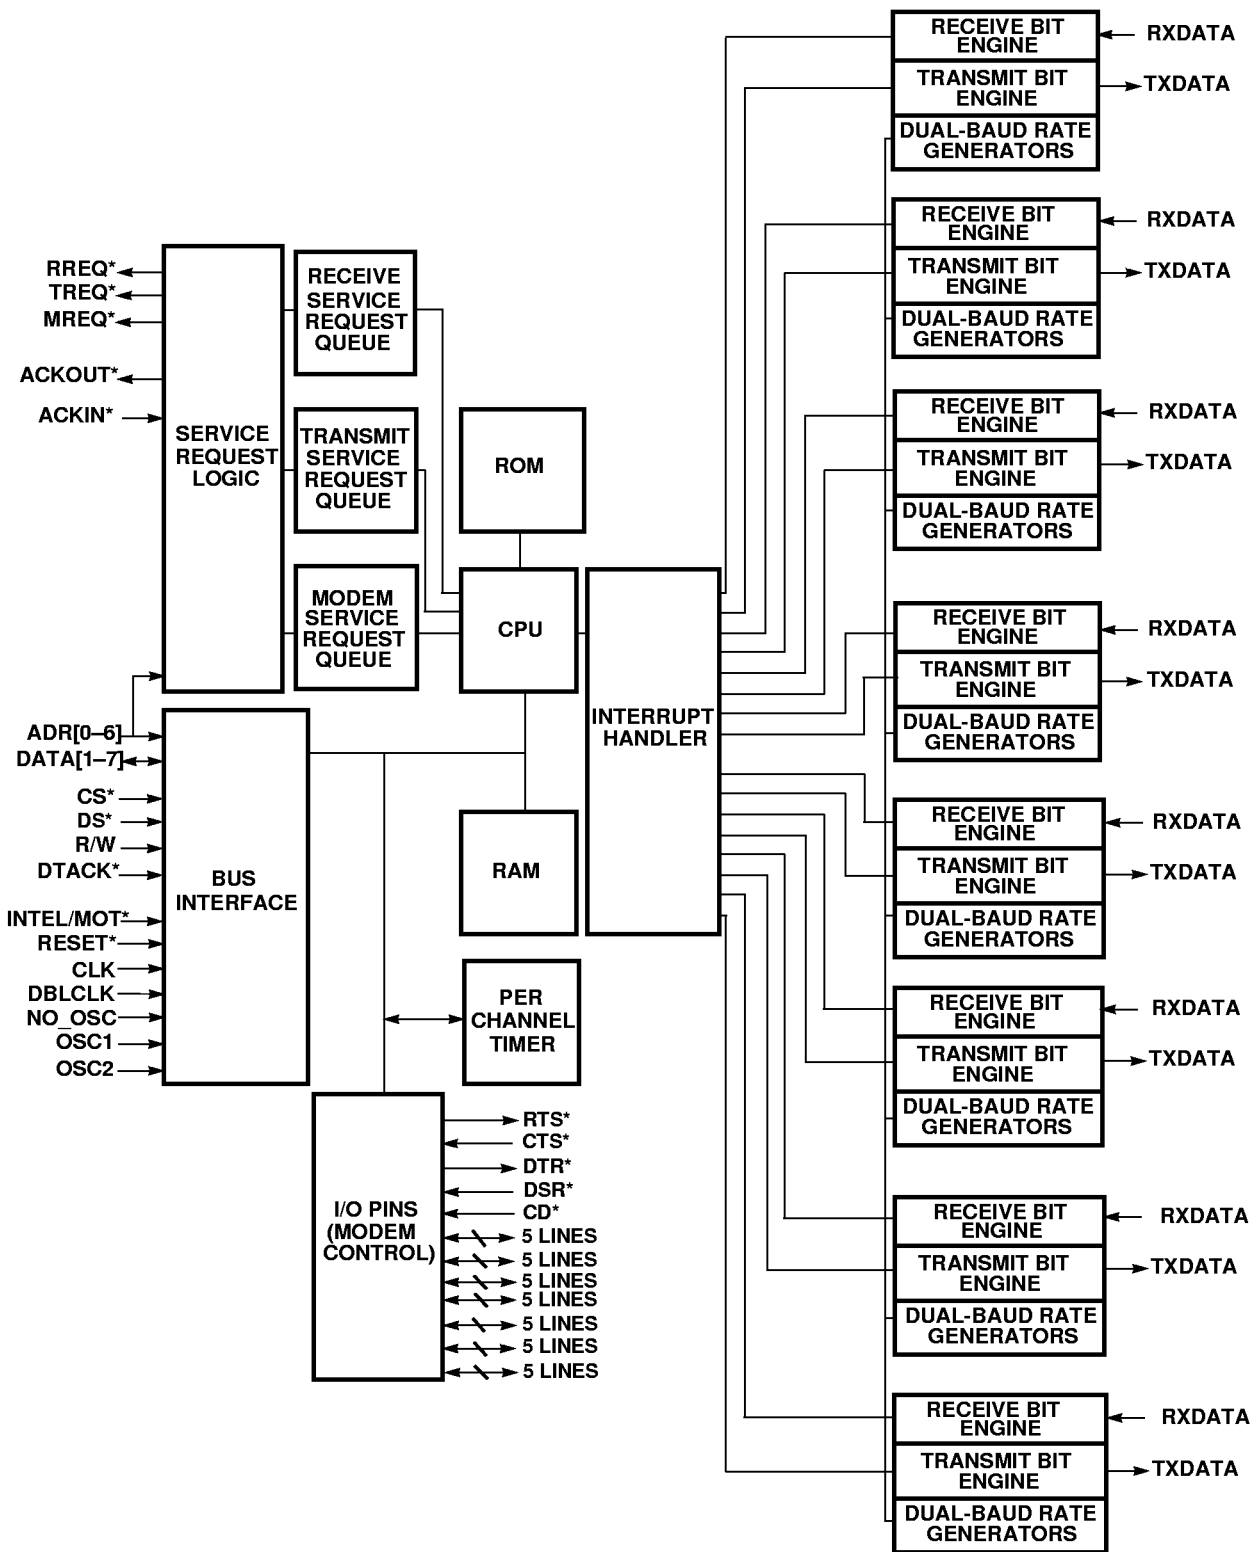 RREQ*
TREQ*
MREQ*
ACKOUT*
ACKIN*
ADR[0–6]
DATA[1–7]
CS*
DS*
R/W
DTACK*
INTEL/MOT*
RESET*
CLK
DBLCLK
NO_OSC
OSC1
OSC2
SERVICE
REQUEST
LOGIC
BUS
INTERFACE
RECEIVE
SERVICE
REQUEST
QUEUE
TRANSMIT
SERVICE
REQUEST
QUEUE
MODEM
SERVICE
REQUEST
QUEUE
ROM
CPU
RAM
PER
CHANNEL
TIMER
I/O PINS
(MODEM
CONTROL)
RTS*
CTS*
DTR*
DSR*
CD*
5 LINES
5 LINES
5 LINES
5 LINES
5 LINES
5 LINES
5 LINES
INTERRUPT
HANDLER
RECEIVE BIT
ENGINE
RXDATA
TRANSMIT BIT
ENGINE
TXDATA
DUAL-BAUD RATE
GENERATORS
RECEIVE BIT
ENGINE
RXDATA
TRANSMIT BIT
ENGINE
TXDATA
DUAL-BAUD RATE
GENERATORS
RECEIVE BIT
ENGINE
RXDATA
TRANSMIT BIT
ENGINE
TXDATA
DUAL-BAUD RATE
GENERATORS
RECEIVE BIT
ENGINE
RXDATA
TRANSMIT BIT
ENGINE
TXDATA
DUAL-BAUD RATE
GENERATORS
RECEIVE BIT
ENGINE
RXDATA
TRANSMIT BIT
ENGINE
TXDATA
DUAL-BAUD RATE
GENERATORS
RECEIVE BIT
ENGINE
RXDATA
TRANSMIT BIT
ENGINE
TXDATA
DUAL-BAUD RATE
GENERATORS
RECEIVE BIT
ENGINE
RXDATA
TRANSMIT BIT
ENGINE
TXDATA
DUAL-BAUD RATE
GENERATORS
RECEIVE BIT
ENGINE
RXDATA
TRANSMIT BIT
ENGINE
TXDATA
DUAL-BAUD RATE
GENERATORS